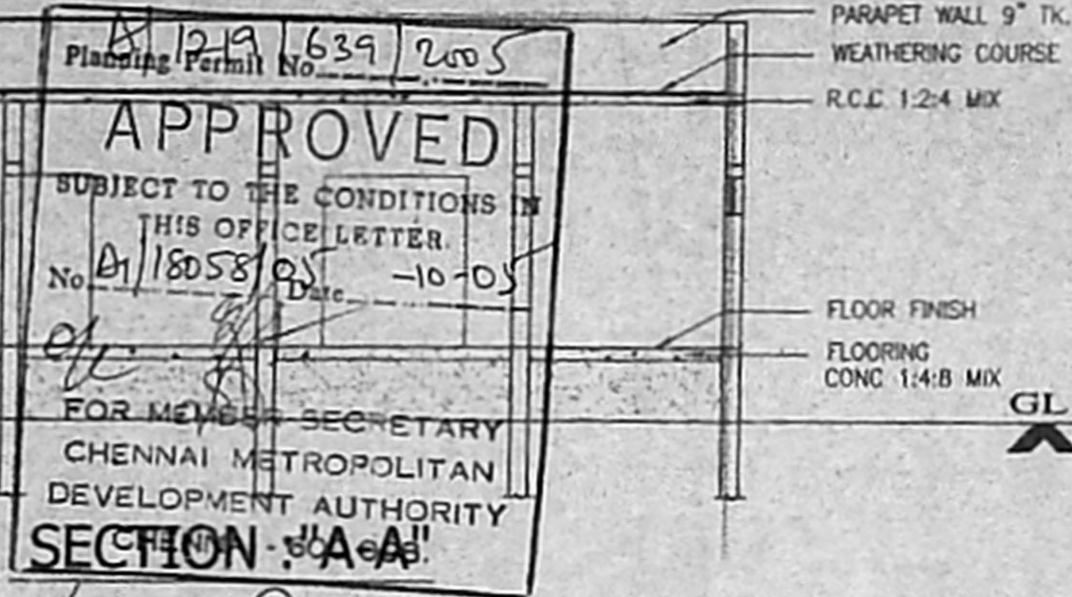 Planning Permit No 639 / 2005
APPROVED
SUBJECT TO THE CONDITIONS IN
THIS OFFICE LETTER.
No. /18058/05 Date -10-05
FOR MEMBER SECRETARY
CHENNAI METROPOLITAN
DEVELOPMENT AUTHORITY
SECTION :"A-A"
PARAPET WALL 9" TK.
WEATHERING COURSE
R.C.C 1:2:4 MIX
FLOOR FINISH
FLOORING
CONC 1:4:8 MIX
GL